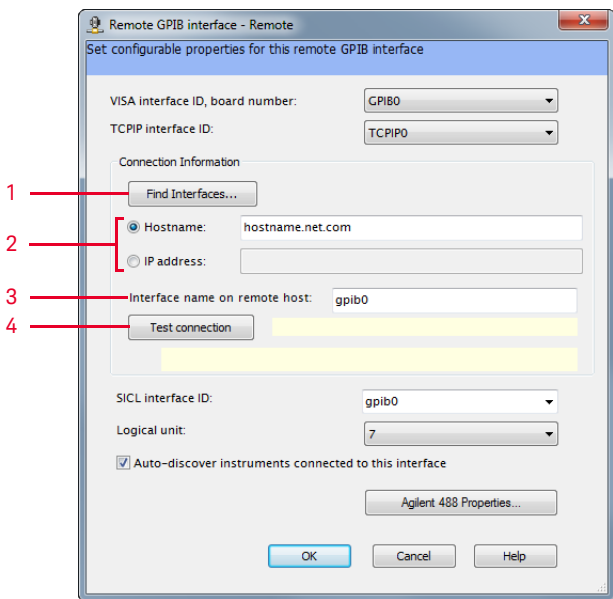 Remote GPIB interface - Remote
Set configurable properties for this remote GPIB interface
VISA interface ID, board number: GPIB0
TCPIP interface ID: TCPIP0
Connection Information
1 Find Interfaces...
2 Hostname: hostname.net.com
IP address:
3 Interface name on remote host: gpib0
4 Test connection
SICL interface ID: gpib0
Logical unit: 7
Auto-discover instruments connected to this interface
Agilent 488 Properties...
OK Cancel Help